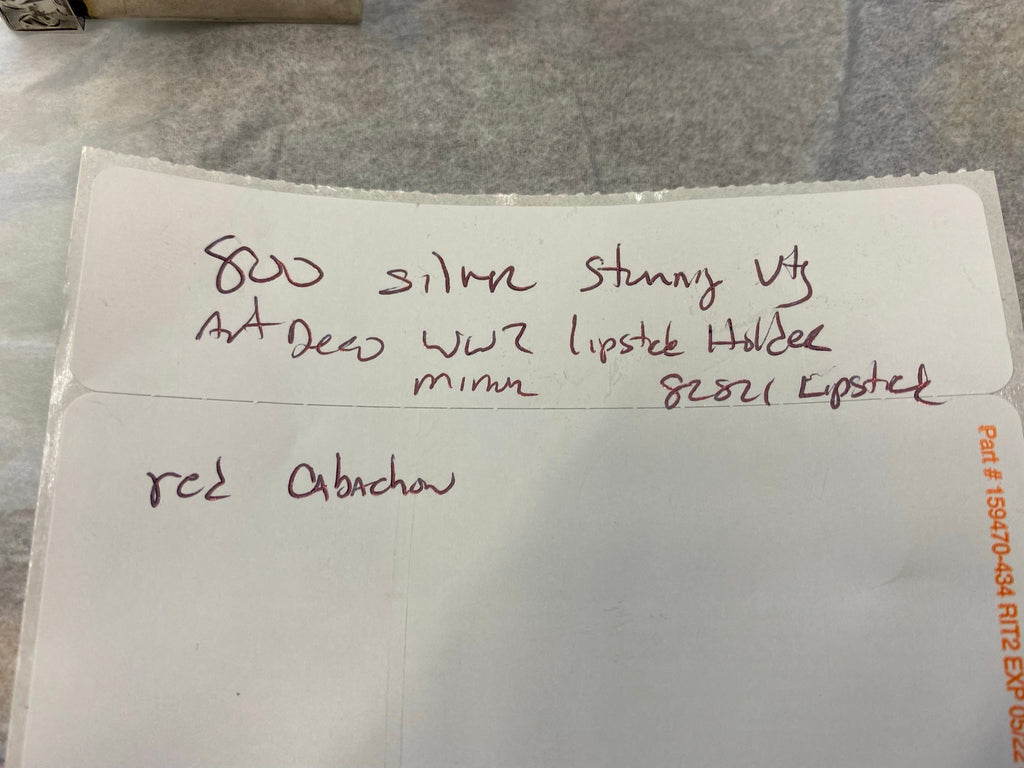 800 silver Stunning Vtg
Art Deco WW2 lipstick Holder
mirror 82821 Lipstick
red Cabachon
Part # 159470-434 RIT2 EXP 05/22